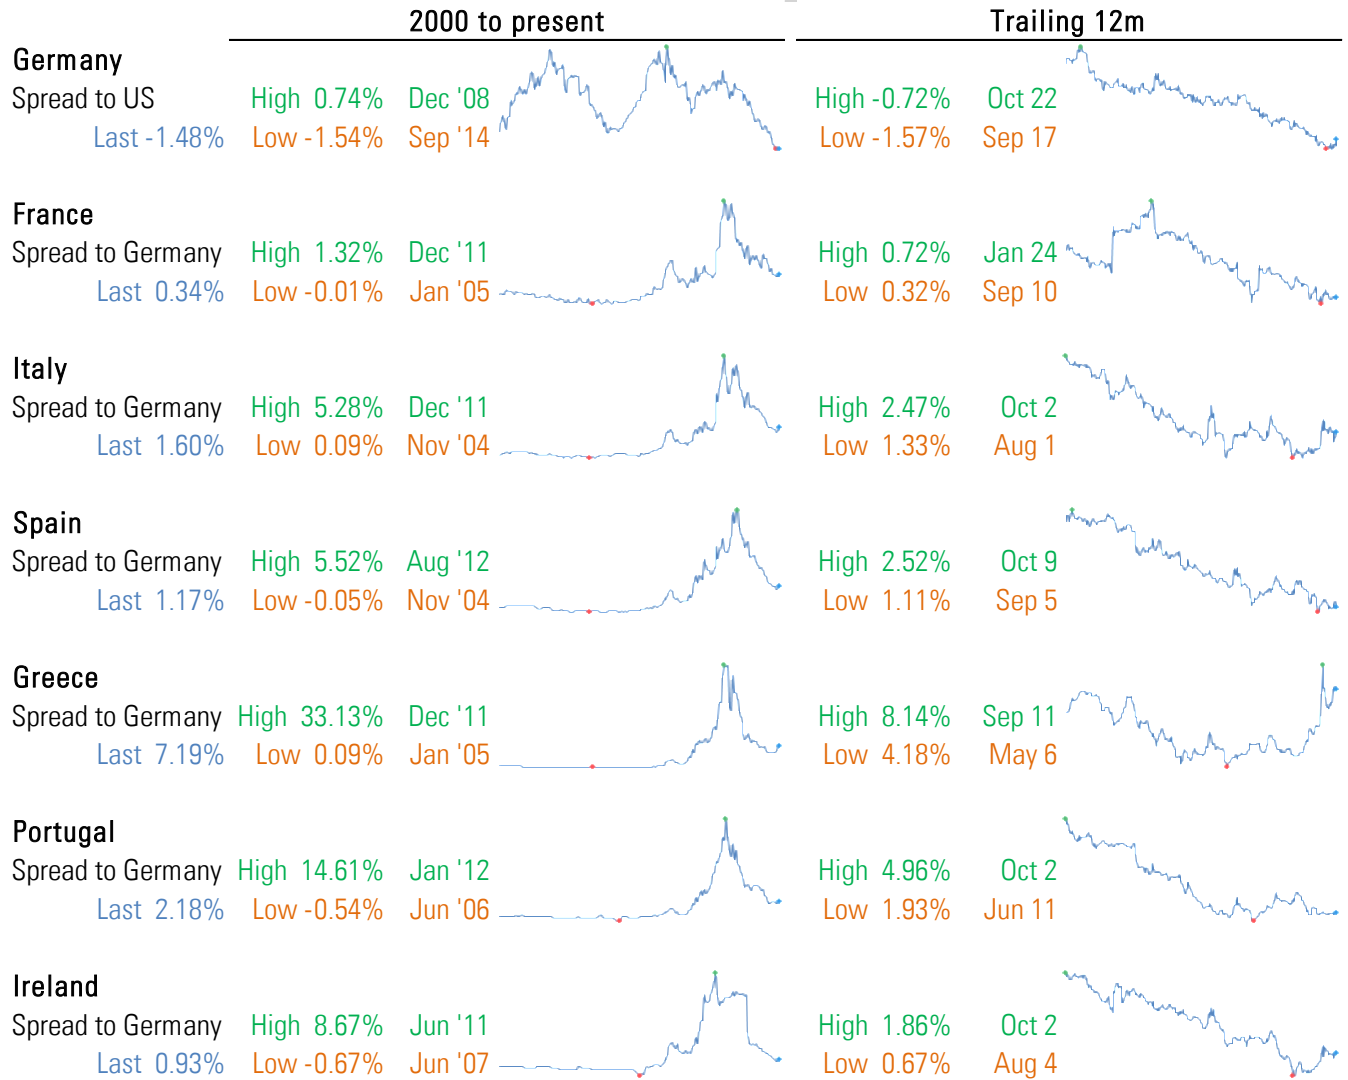 2000 to present Trailing 12m
Germany
Spread to US High 0.74% Dec '08 High -0.72% Oct 22
Last -1.48% Low -1.54% Sep '14 Low -1.57% Sep 17
France
Spread to Germany High 1.32% Dec '11 High 0.72% Jan 24
Last 0.34% Low -0.01% Jan '05 Low 0.32% Sep 10
Italy
Spread to Germany High 5.28% Dec '11 High 2.47% Oct 2
Last 1.60% Low 0.09% Nov '04 Low 1.33% Aug 1
Spain
Spread to Germany High 5.52% Aug '12 High 2.52% Oct 9
Last 1.17% Low -0.05% Nov '04 Low 1.11% Sep 5
Greece
Spread to Germany High 33.13% Dec '11 High 8.14% Sep 11
Last 7.19% Low 0.09% Jan '05 Low 4.18% May 6
Portugal
Spread to Germany High 14.61% Jan '12 High 4.96% Oct 2
Last 2.18% Low -0.54% Jun '06 Low 1.93% Jun 11
Ireland
Spread to Germany High 8.67% Jun '11 High 1.86% Oct 2
Last 0.93% Low -0.67% Jun '07 Low 0.67% Aug 4